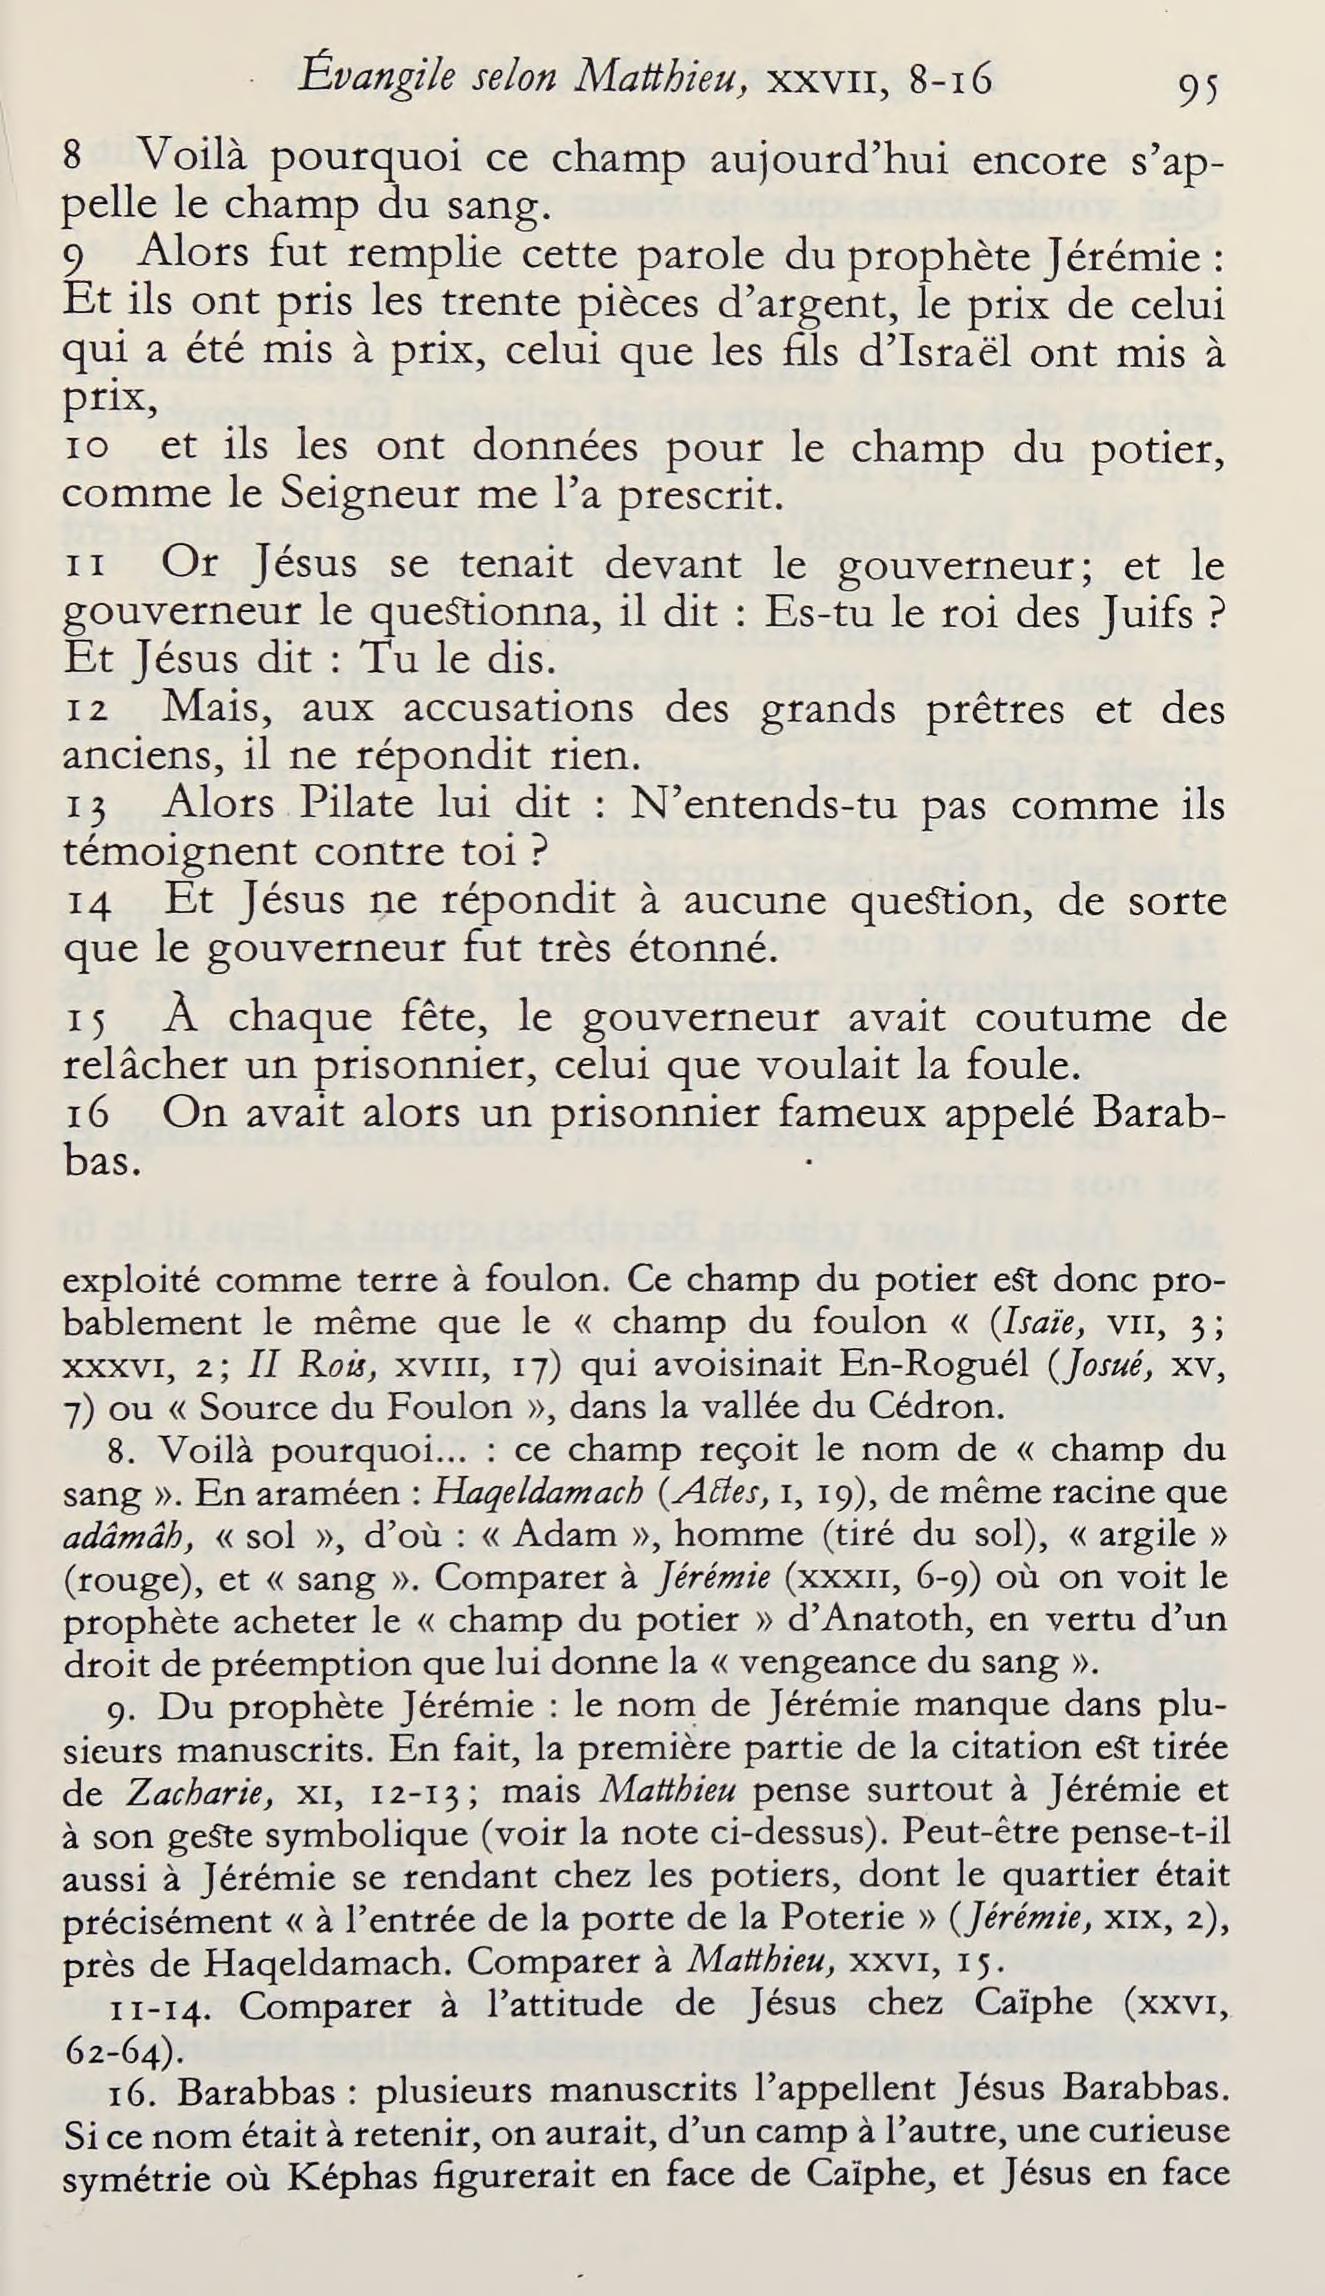 Évangile selon Matthieu, XXVII, 8-16 95
8 Voilà pourquoi ce champ aujourd'hui encore s'ap-
pelle le champ du sang.
9 Alors fut remplie cette parole du prophète Jérémie :
Et ils ont pris les trente pièces d'argent, le prix de celui
qui a été mis à prix, celui que les fils d'Israël ont mis à
prix,
10 et ils les ont données pour le champ du potier,
comme le Seigneur me l'a prescrit.
11 Or Jésus se tenait devant le gouverneur; et le
gouverneur le questionna, il dit : Es-tu le roi des Juifs ?
Et Jésus dit : Tu le dis.
12 Mais, aux accusations des grands prêtres et des
anciens, il ne répondit rien.
13 Alors Pilate lui dit : N'entends-tu pas comme ils
témoignent contre toi ?
14 Et Jésus ne répondit à aucune question, de sorte
que le gouverneur fut très étonné.
15 À chaque fête, le gouverneur avait coutume de
relâcher un prisonnier, celui que voulait la foule.
16 On avait alors un prisonnier fameux appelé Barab-
bas.
exploité comme terre à foulon. Ce champ du potier est donc pro-
bablement le même que le « champ du foulon « (Isaïe, VII, 3;
XXXVI, 2; II Rois, XVIII, 17) qui avoisinait En-Roguél (Josué, XV,
7) ou « Source du Foulon », dans la vallée du Cédron.
8. Voilà pourquoi... : ce champ reçoit le nom de « champ du
sang ». En araméen : Haqeldamach (Actes, I, 19), de même racine que
adâmâh, « sol », d'où : « Adam », homme (tiré du sol), « argile »
(rouge), et « sang ». Comparer à Jérémie (XXXII, 6-9) où on voit le
prophète acheter le « champ du potier » d'Anatoth, en vertu d'un
droit de préemption que lui donne la « vengeance du sang ».
9. Du prophète Jérémie : le nom de Jérémie manque dans plu-
sieurs manuscrits. En fait, la première partie de la citation est tirée
de Zacharie, XI, 12-13; mais Matthieu pense surtout à Jérémie et
à son geste symbolique (voir la note ci-dessus). Peut-être pense-t-il
aussi à Jérémie se rendant chez les potiers, dont le quartier était
précisément « à l'entrée de la porte de la Poterie » (Jérémie, XIX, 2),
près de Haqeldamach. Comparer à Matthieu, XXVI, 15.
11-14. Comparer à l'attitude de Jésus chez Caïphe (XXVI,
62-64).
16. Barabbas : plusieurs manuscrits l'appellent Jésus Barabbas.
Si ce nom était à retenir, on aurait, d'un camp à l'autre, une curieuse
symétrie où Képhas figurerait en face de Caïphe, et Jésus en face